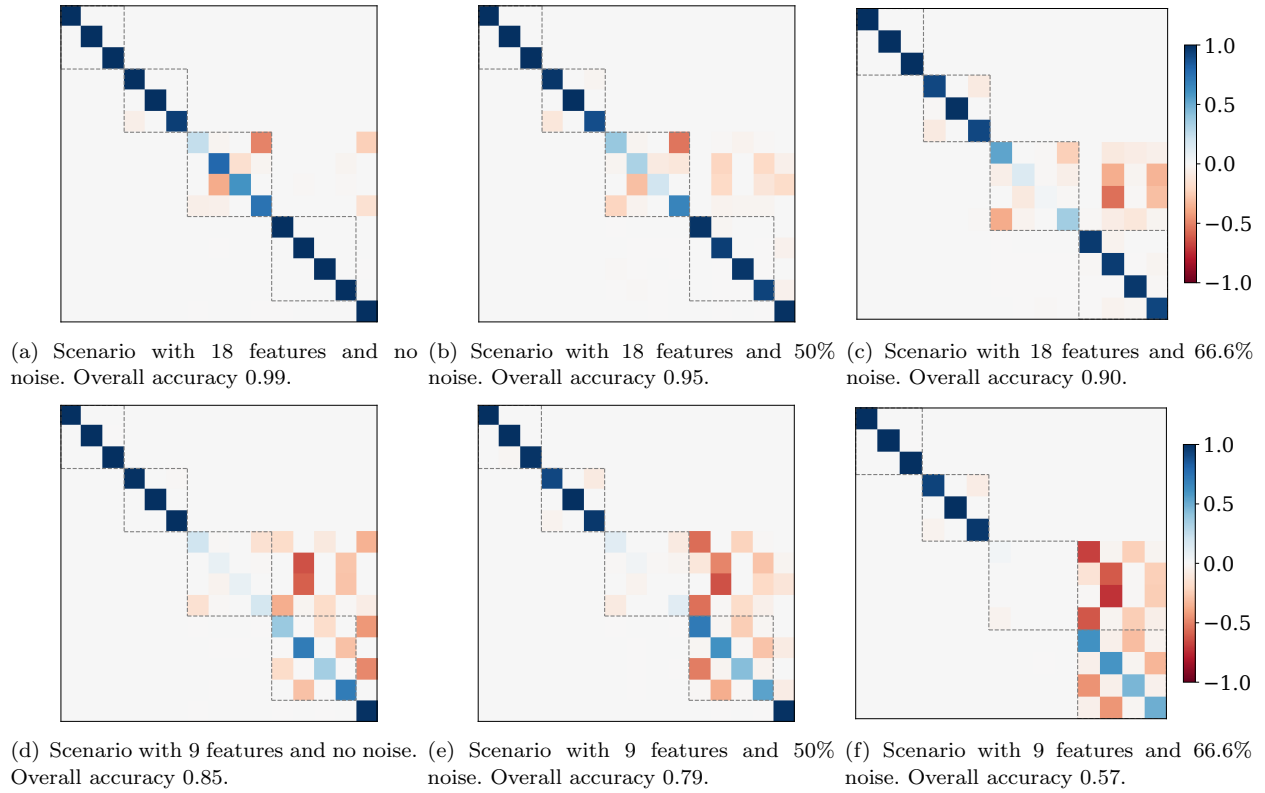 1.0
0.5
0.0
−0.5
−1.0
(a) Scenario with 18 features and no
noise. Overall accuracy 0.99.
(b) Scenario with 18 features and 50%
noise. Overall accuracy 0.95.
(c) Scenario with 18 features and 66.6%
noise. Overall accuracy 0.90.
1.0
0.5
0.0
−0.5
−1.0
(d) Scenario with 9 features and no noise.
Overall accuracy 0.85.
(e) Scenario with 9 features and 50%
noise. Overall accuracy 0.79.
(f) Scenario with 9 features and 66.6%
noise. Overall accuracy 0.57.